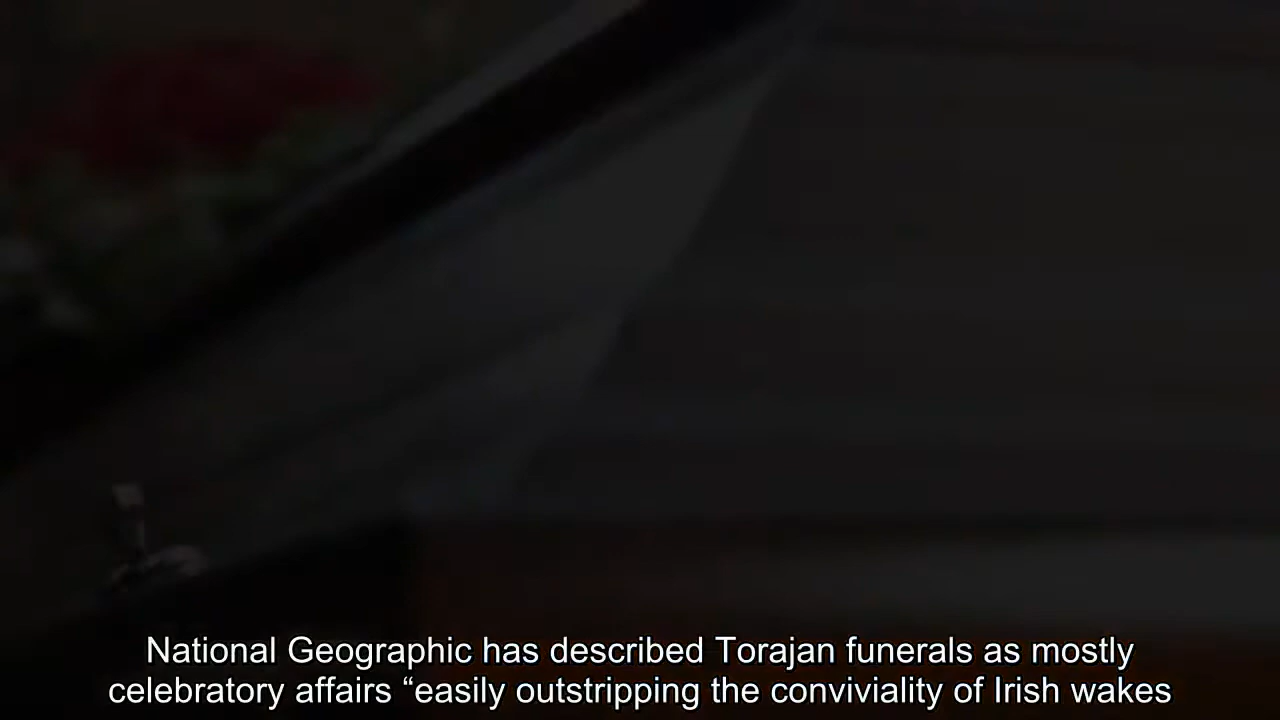 National Geographic has described Torajan funerals as mostly
celebratory affairs “easily outstripping the conviviality of Irish wakes